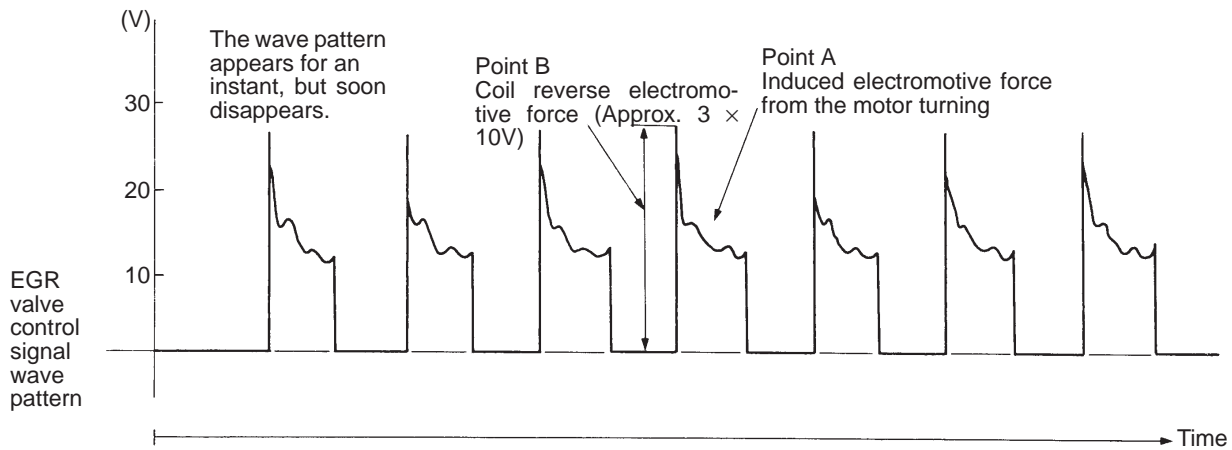 (V)
The wave pattern
appears for an
instant, but soon
disappears.
Point B
Coil reverse electromo-
tive force (Approx. 3 ×
10V)
Point A
Induced electromotive force
from the motor turning
30
20
10
EGR
valve
control
signal
wave
pattern
Time